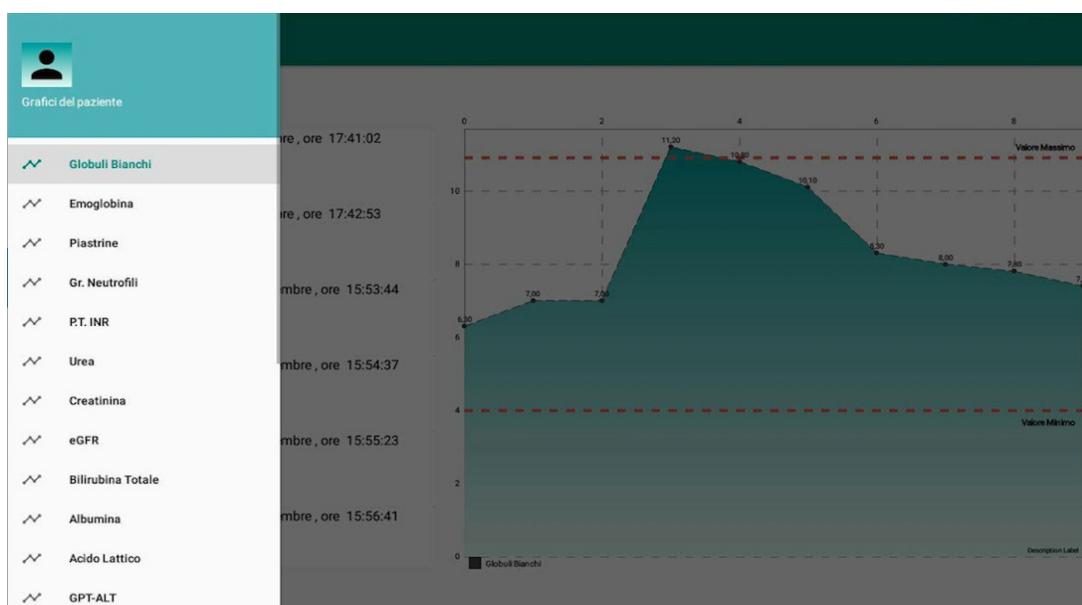 Grafici del paziente
Globuli Bianchi
Emoglobina
Piastrine
Gr. Neutrofili
P.T. INR
Urea
Creatinina
eGFR
Bilirubina Totale
Albumina
Acido Lattico
GPT-ALT
re , ore 17:41:02
re , ore 17:42:53
mbre , ore 15:53:44
mbre , ore 15:54:37
mbre , ore 15:55:23
mbre , ore 15:56:41
0 2 4 6 8
11,20
Valore Massimo
10,80
10,10
10
8,30
8,00
7,80
8
7,00
7,00
7,
6,30
6
4
Valore Minimo
2
Description Label
0
Globuli Bianchi